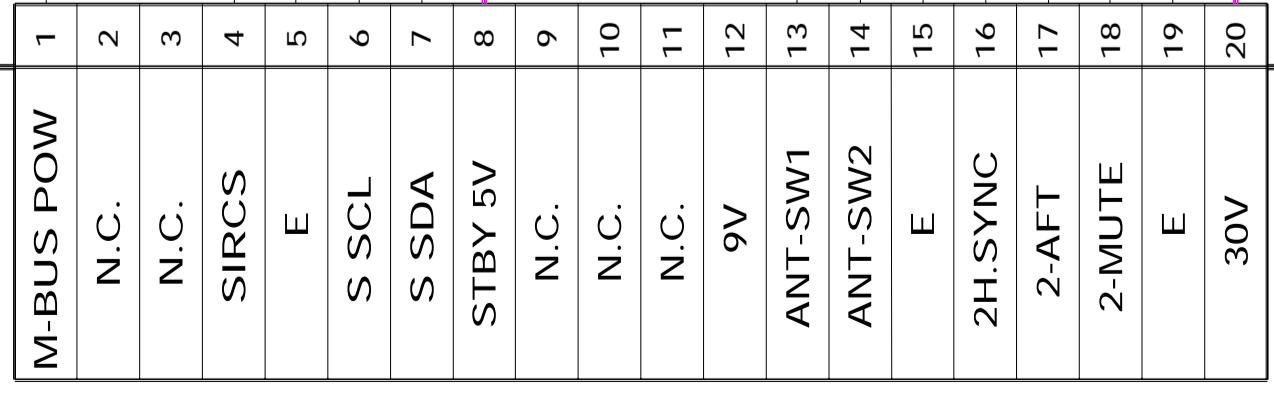 1 M-BUS POW
2 N.C.
3 N.C.
4 SIRCS
5 E
6 S SCL
7 S SDA
8 STBY 5V
9 N.C.
10 N.C.
11 N.C.
12 9V
13 ANT-SW1
14 ANT-SW2
15 E
16 2H.SYNC
17 2-AFT
18 2-MUTE
19 E
20 30V